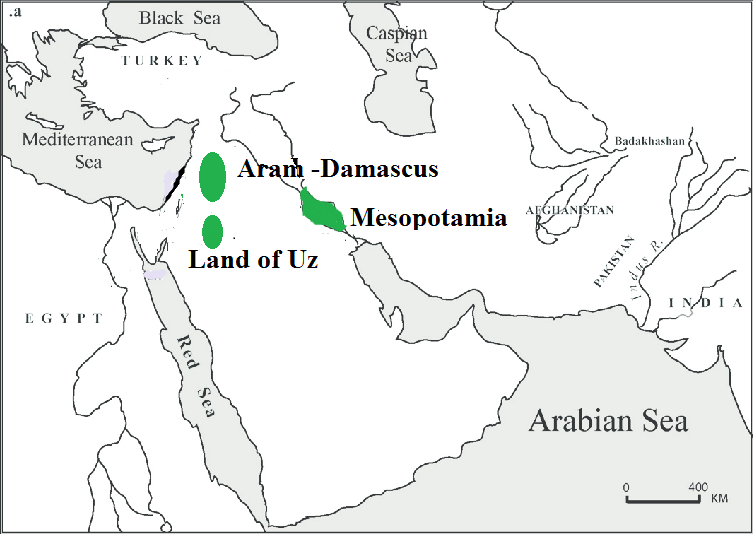 .a
Black Sea
TURKEY
Caspian
Sea
Mediterranean
Sea
Badakhashan
Aram -Damascus
AFGHANISTAN
Mesopotamia
Land of Uz
PAKISTAN
Indus R.
INDIA
EGYPT
Red Sea
Arabian Sea
0 400
KM